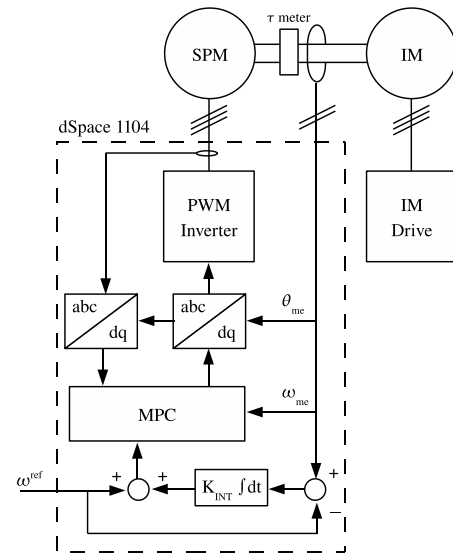 τ meter
SPM
IM
dSpace 1104
PWM
Inverter
IM
Drive
abc
dq
abc
dq
θme
MPC
ωme
ωref
+
+
KINT ∫dt
+
−